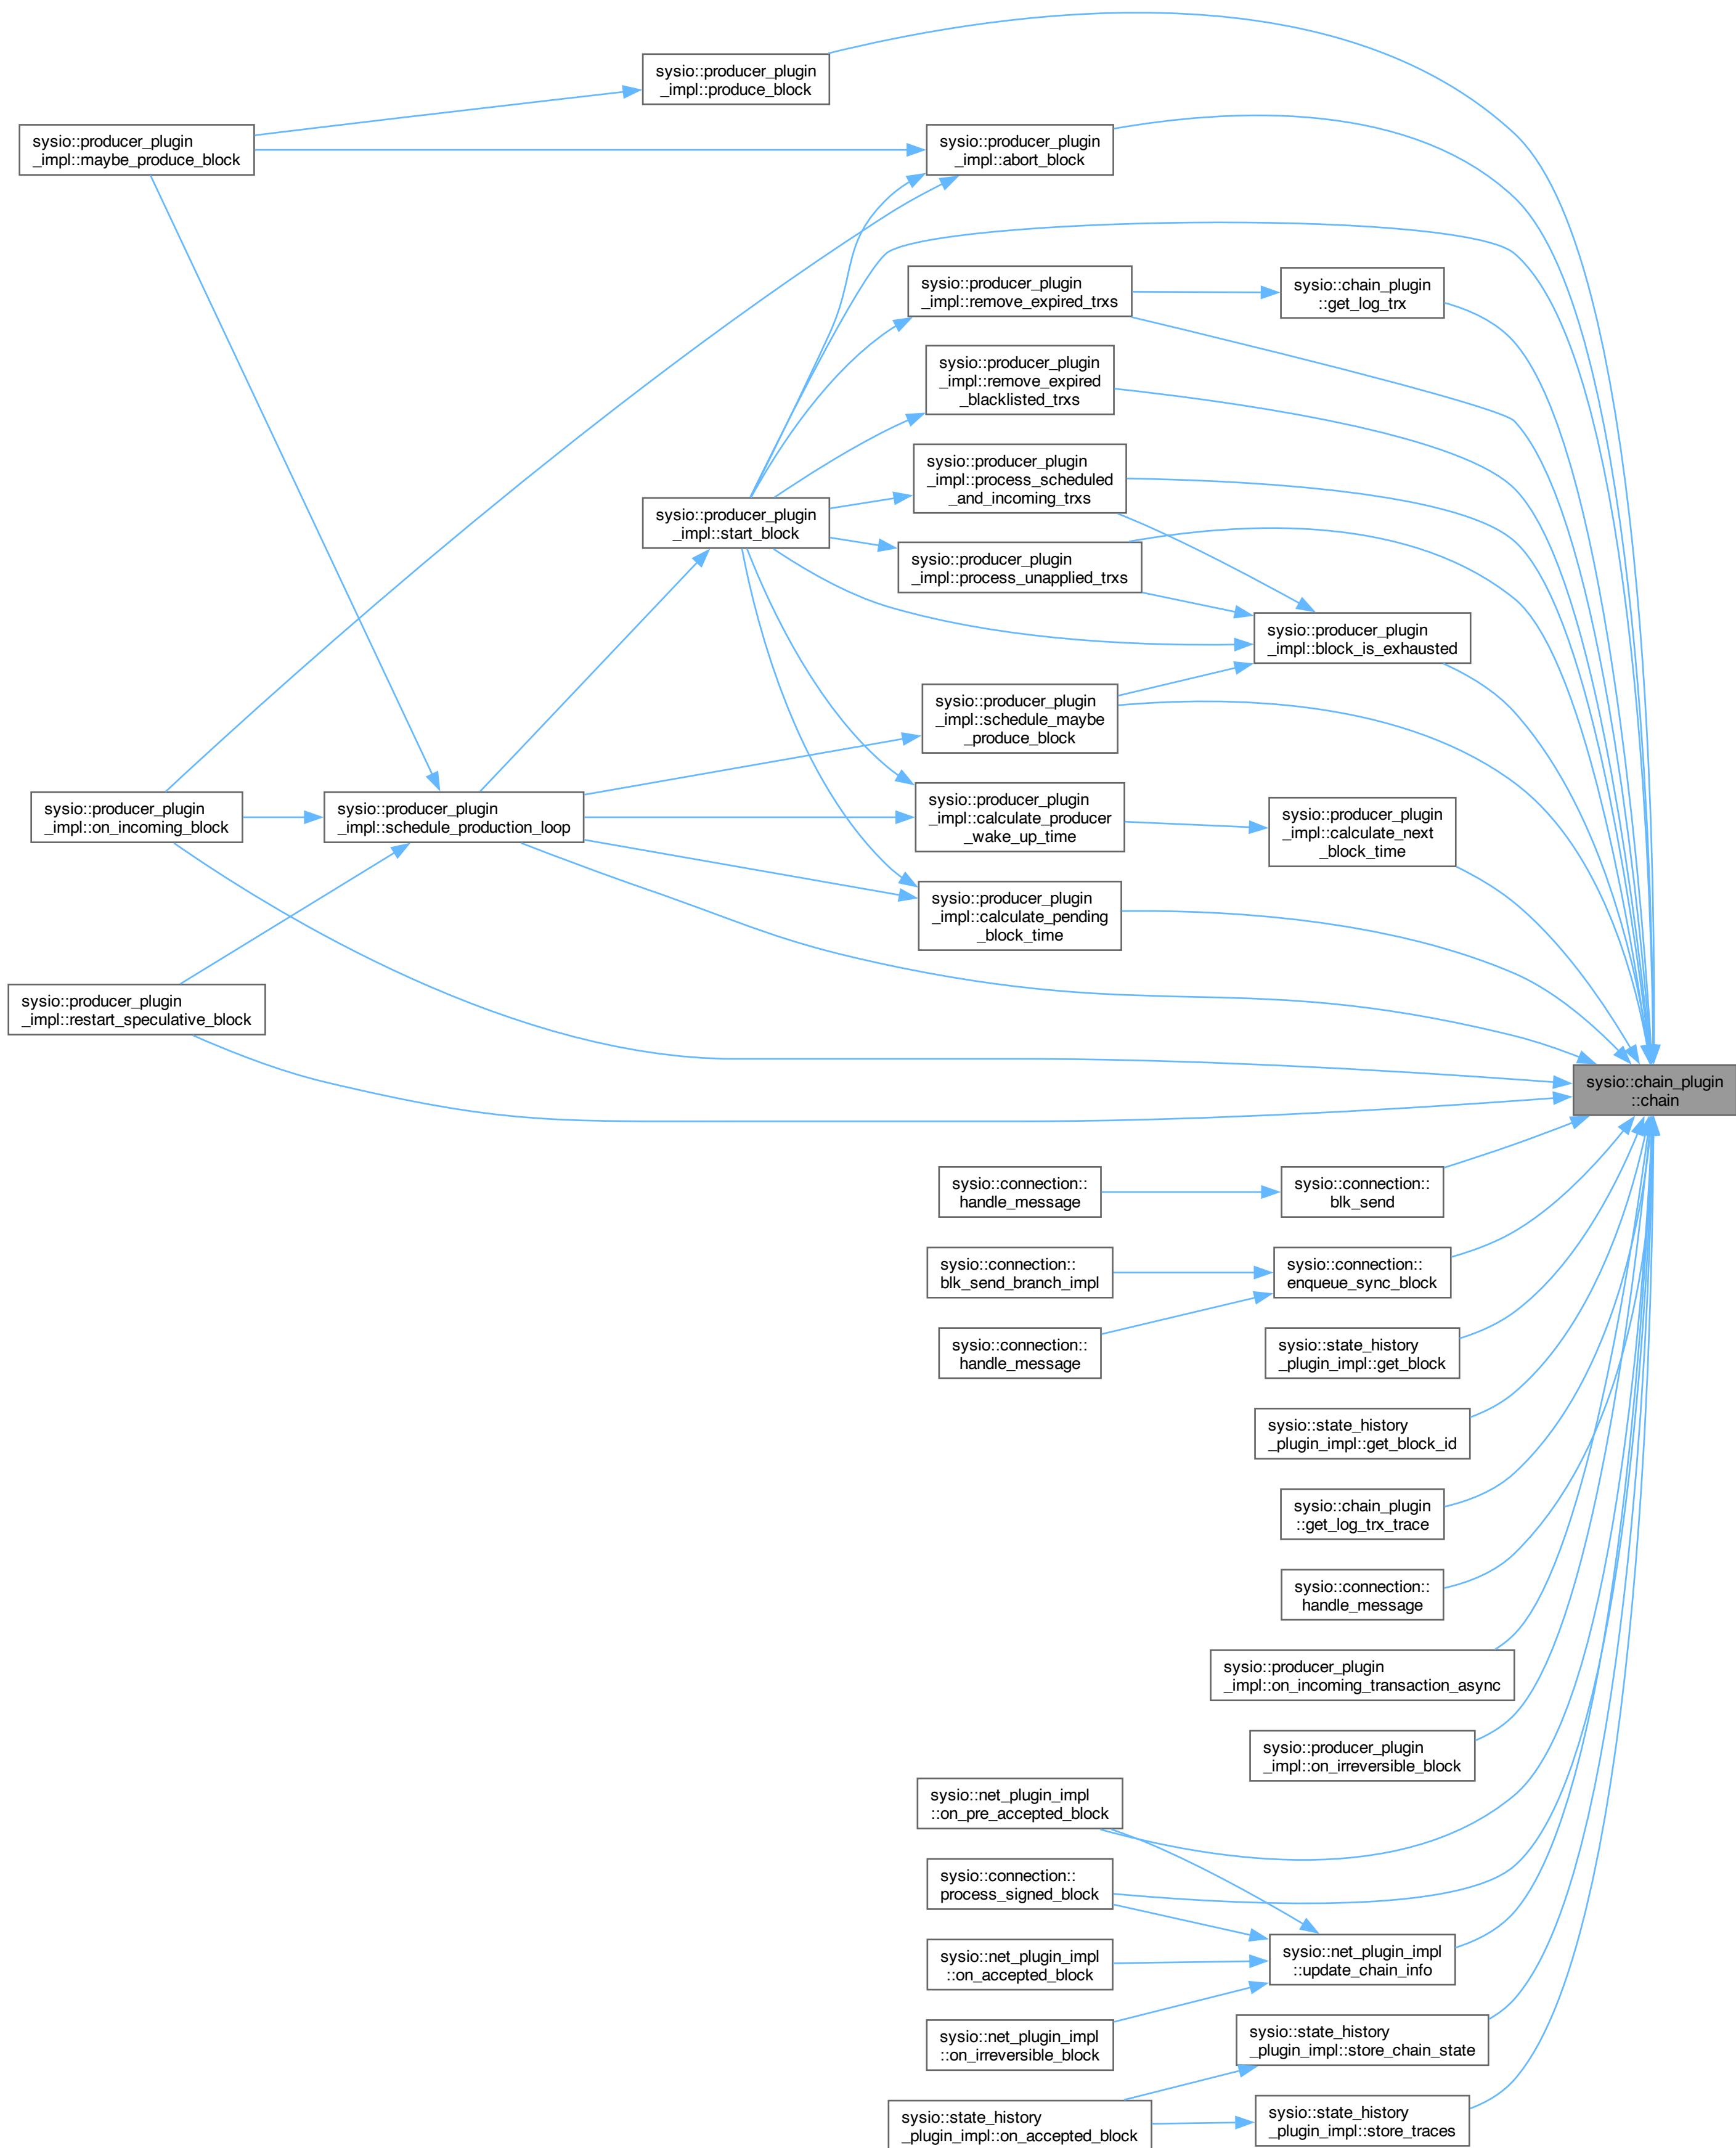 sysio::producer_plugin
_impl::produce_block
sysio::producer_plugin
_impl::maybe_produce_block
sysio::producer_plugin
_impl::abort_block
sysio::producer_plugin
_impl::remove_expired_trxs
sysio::chain_plugin
::get_log_trx
sysio::producer_plugin
_impl::remove_expired
_blacklisted_trxs
sysio::producer_plugin
_impl::process_scheduled
_and_incoming_trxs
sysio::producer_plugin
_impl::start_block
sysio::producer_plugin
_impl::process_unapplied_trxs
sysio::producer_plugin
_impl::block_is_exhausted
sysio::producer_plugin
_impl::schedule_maybe
_produce_block
sysio::producer_plugin
_impl::on_incoming_block
sysio::producer_plugin
_impl::schedule_production_loop
sysio::producer_plugin
_impl::calculate_producer
_wake_up_time
sysio::producer_plugin
_impl::calculate_next
_block_time
sysio::producer_plugin
_impl::calculate_pending
_block_time
sysio::producer_plugin
_impl::restart_speculative_block
sysio::chain_plugin
::chain
sysio::connection::
handle_message
sysio::connection::
blk_send
sysio::connection::
blk_send_branch_impl
sysio::connection::
enqueue_sync_block
sysio::connection::
handle_message
sysio::state_history
_plugin_impl::get_block
sysio::state_history
_plugin_impl::get_block_id
sysio::chain_plugin
::get_log_trx_trace
sysio::connection::
handle_message
sysio::producer_plugin
_impl::on_incoming_transaction_async
sysio::producer_plugin
_impl::on_irreversible_block
sysio::net_plugin_impl
::on_pre_accepted_block
sysio::connection::
process_signed_block
sysio::net_plugin_impl
::on_accepted_block
sysio::net_plugin_impl
::update_chain_info
sysio::net_plugin_impl
::on_irreversible_block
sysio::state_history
_plugin_impl::store_chain_state
sysio::state_history
_plugin_impl::on_accepted_block
sysio::state_history
_plugin_impl::store_traces